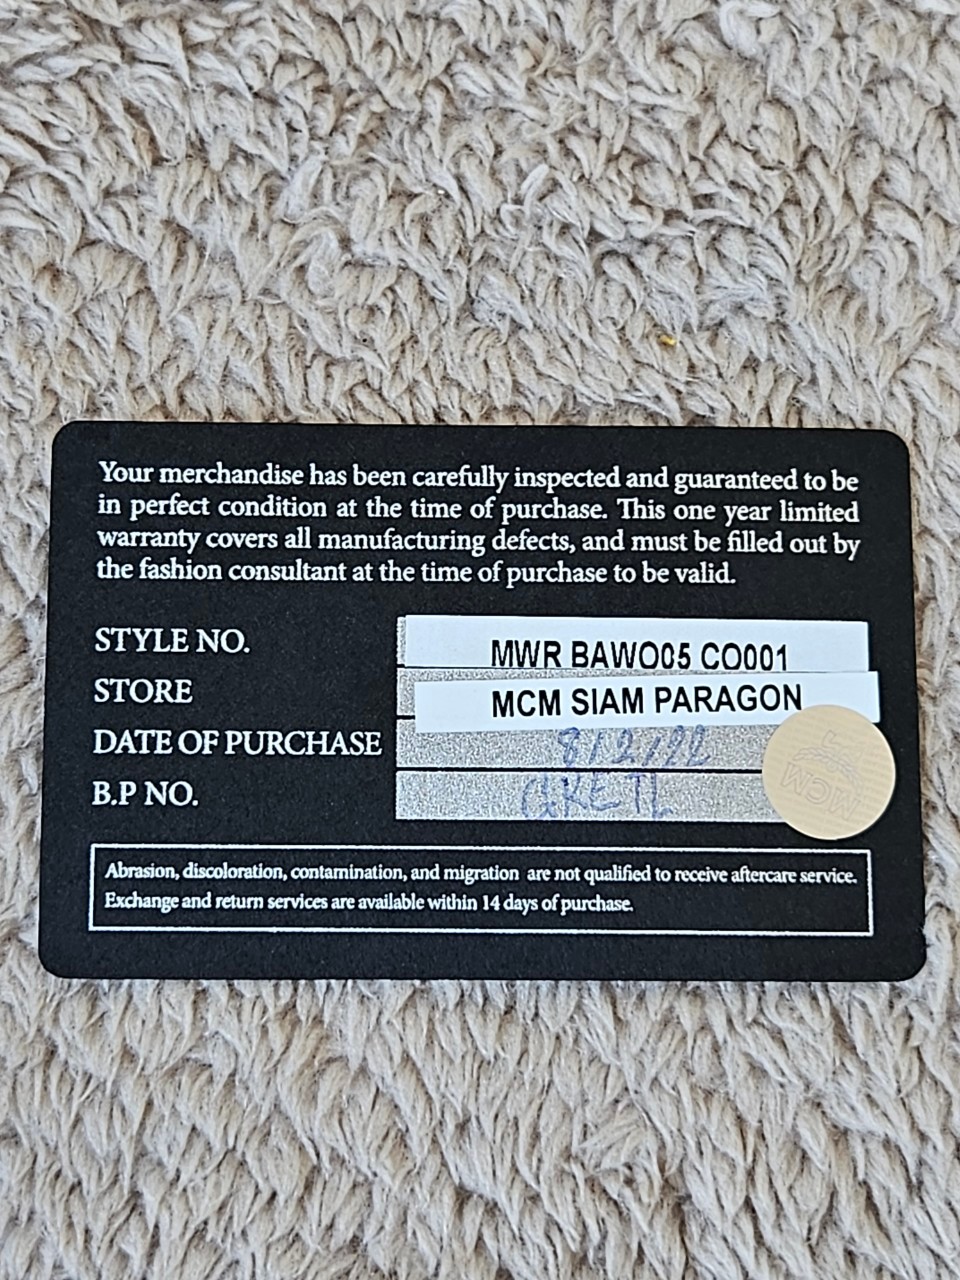 Your merchandise has been carefully inspected and guaranteed to be
in perfect condition at the time of purchase. This one year limited
warranty covers all manufacturing defects, and must be filled out by
the fashion consultant at the time of purchase to be valid.
STYLE NO. MWR BAWO05 CO001
STORE MCM SIAM PARAGON
DATE OF PURCHASE 8/2/22
B.P NO.
MCM
Abrasion, discoloration, contamination, and migration are not qualified to receive aftercare service.
Exchange and return services are available within 14 days of purchase.